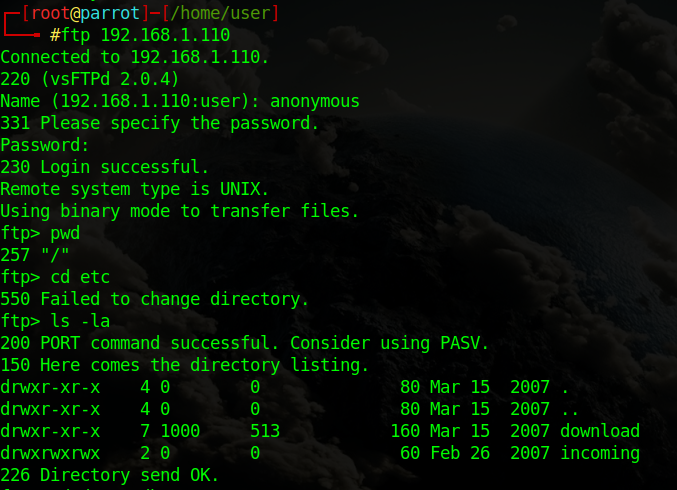 ┌─[root@parrot]─[/home/user]
└──╼ #ftp 192.168.1.110
Connected to 192.168.1.110.
220 (vsFTPd 2.0.4)
Name (192.168.1.110:user): anonymous
331 Please specify the password.
Password:
230 Login successful.
Remote system type is UNIX.
Using binary mode to transfer files.
ftp> pwd
257 "/"
ftp> cd etc
550 Failed to change directory.
ftp> ls -la
200 PORT command successful. Consider using PASV.
150 Here comes the directory listing.
drwxr-xr-x    4 0        0              80 Mar 15  2007 .
drwxr-xr-x    4 0        0              80 Mar 15  2007 ..
drwxr-xr-x    7 1000     513           160 Mar 15  2007 download
drwxrwxrwx    2 0        0              60 Feb 26  2007 incoming
226 Directory send OK.